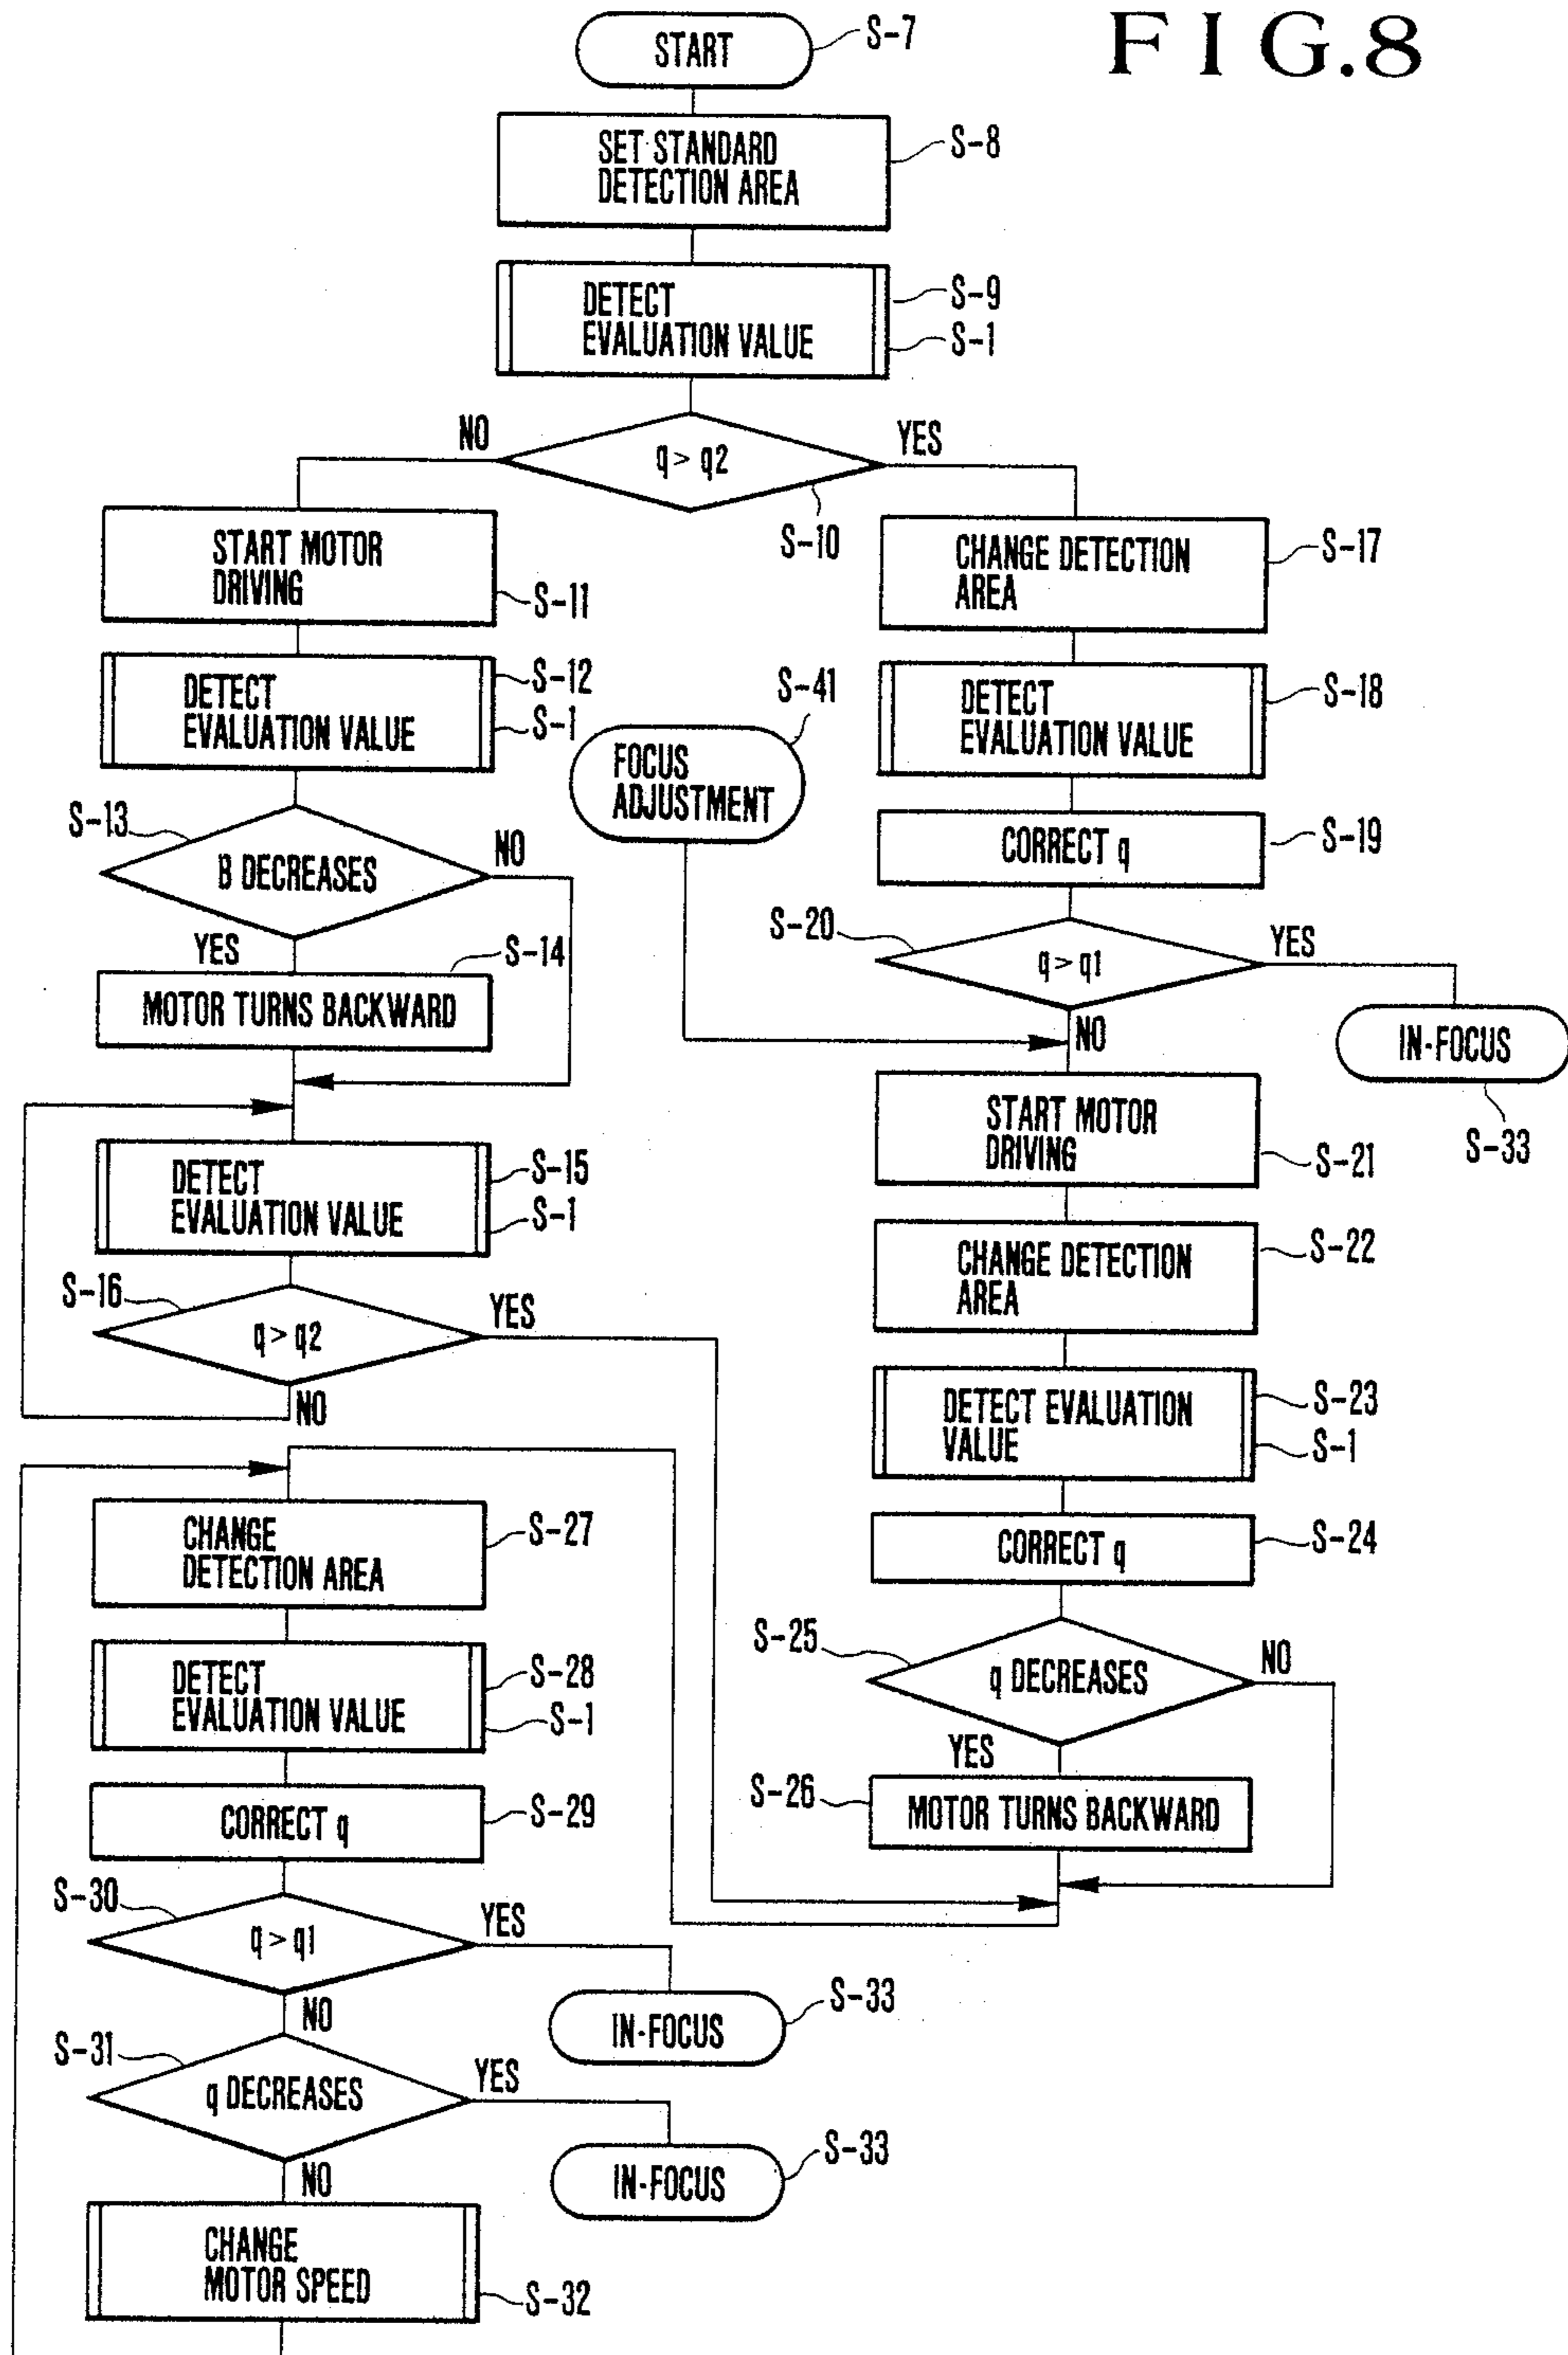 FIG.8
START
S-7
SET STANDARD
DETECTION AREA
S-8
DETECT
EVALUATION VALUE
S-9
S-1
q > q2
NO
YES
S-10
START MOTOR
DRIVING
S-11
DETECT
EVALUATION VALUE
S-12
S-1
S-13
B DECREASES
NO
YES
S-14
MOTOR TURNS BACKWARD
DETECT
EVALUATION VALUE
S-15
S-1
S-16
q > q2
YES
NO
CHANGE DETECTION
AREA
S-17
DETECT
EVALUATION VALUE
S-18
CORRECT q
S-19
S-20
q > q1
YES
IN-FOCUS
S-33
NO
S-41
FOCUS
ADJUSTMENT
START MOTOR
DRIVING
S-21
CHANGE DETECTION
AREA
S-22
DETECT EVALUATION
VALUE
S-23
S-1
CORRECT q
S-24
S-25
q DECREASES
NO
YES
S-26
MOTOR TURNS BACKWARD
CHANGE
DETECTION AREA
S-27
DETECT
EVALUATION VALUE
S-28
S-1
CORRECT q
S-29
S-30
q > q1
YES
IN-FOCUS
S-33
NO
S-31
q DECREASES
YES
IN-FOCUS
S-33
NO
CHANGE
MOTOR SPEED
S-32